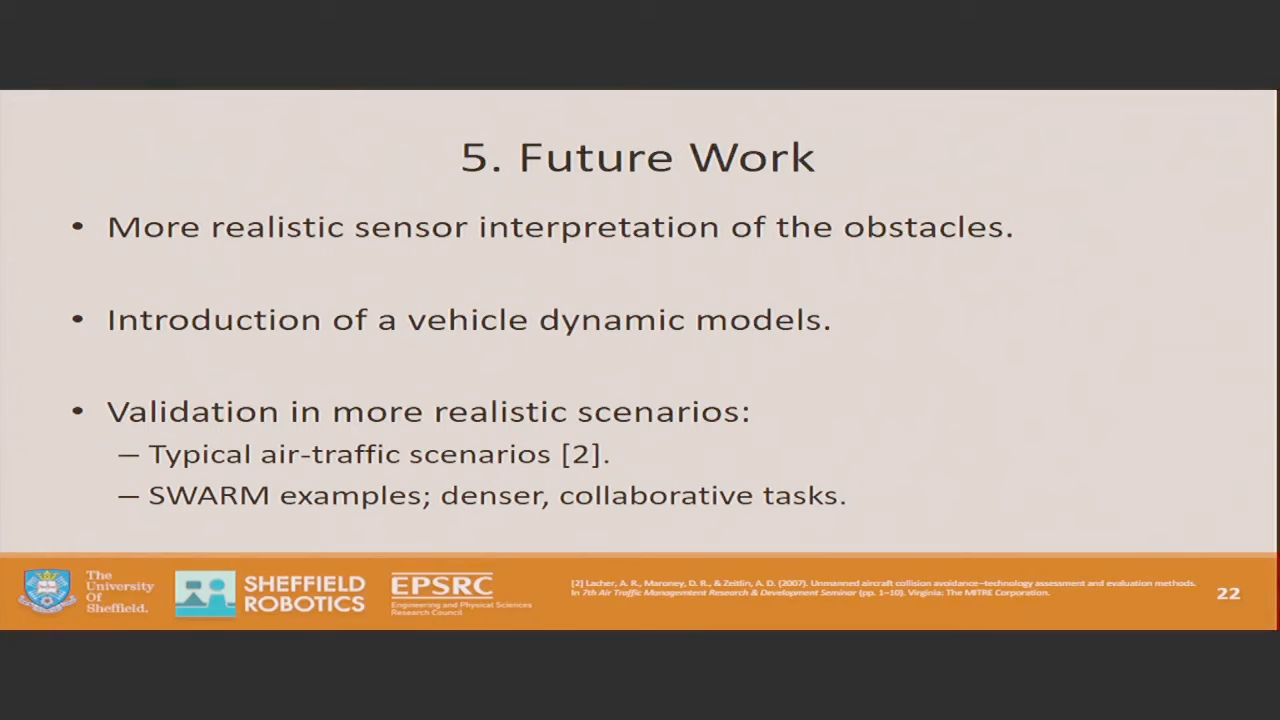 5. Future Work
• More realistic sensor interpretation of the obstacles.
• Introduction of a vehicle dynamic models.
• Validation in more realistic scenarios:
– Typical air-traffic scenarios [2].
– SWARM examples; denser, collaborative tasks.
The
University
Of
Sheffield.
SHEFFIELD
ROBOTICS
EPSRC
Engineering and Physical Sciences
Research Council
[2] Lacher, A. R., Maroney, D. R., & Zeitlin, A. D. (2007). Unmanned aircraft collision avoidance–technology assessment and evaluation methods.
In 7th Air Traffic Managemtent Research & Development Seminar (pp. 1–10). Virginia: The MITRE Corporation.
22